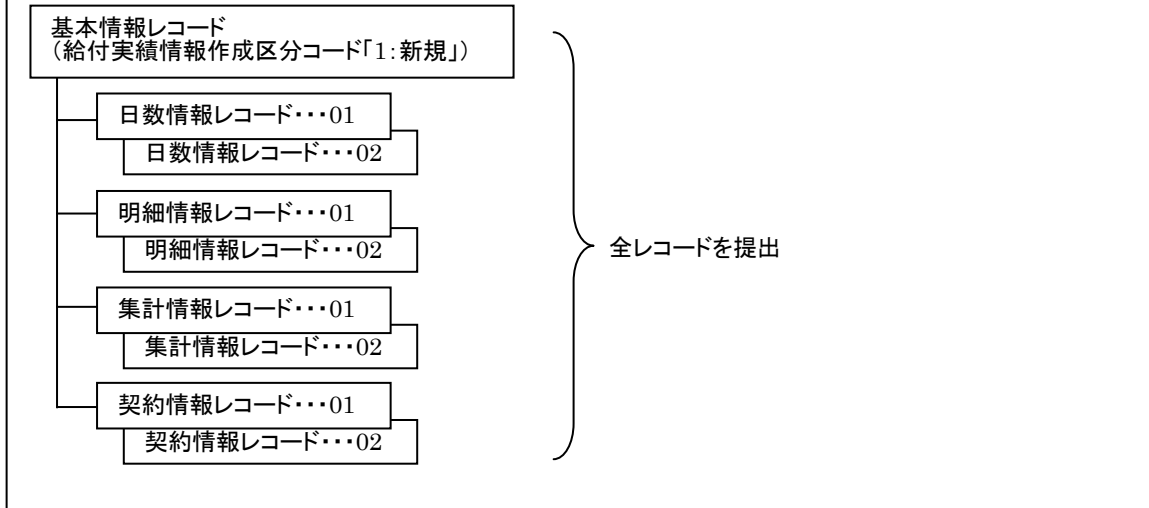 基本情報レコード
(給付実績情報作成区分コード「1:新規」)
日数情報レコード・・・01
日数情報レコード・・・02
明細情報レコード・・・01
明細情報レコード・・・02
全レコードを提出
集計情報レコード・・・01
集計情報レコード・・・02
契約情報レコード・・・01
契約情報レコード・・・02